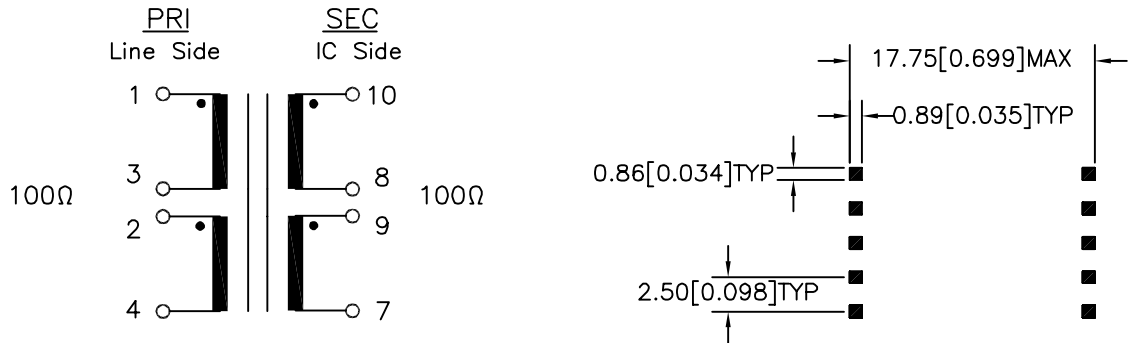 PRI SEC
Line Side IC Side
1 10
3 8
100Ω 100Ω
2 9
4 7
17.75[0.699]MAX
0.89[0.035]TYP
0.86[0.034]TYP
2.50[0.098]TYP